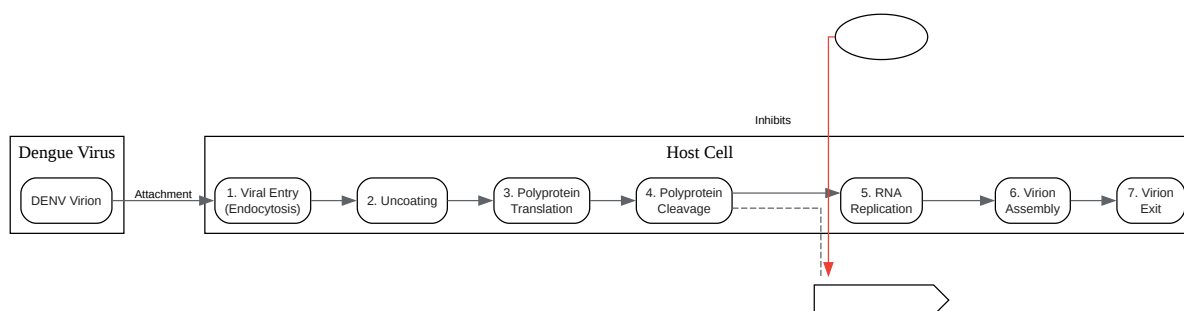 Inhibits
Dengue Virus
Host Cell
DENV Virion
Attachment
1. Viral Entry
(Endocytosis)
2. Uncoating
3. Polyprotein
Translation
4. Polyprotein
Cleavage
5. RNA
Replication
6. Virion
Assembly
7. Virion
Exit